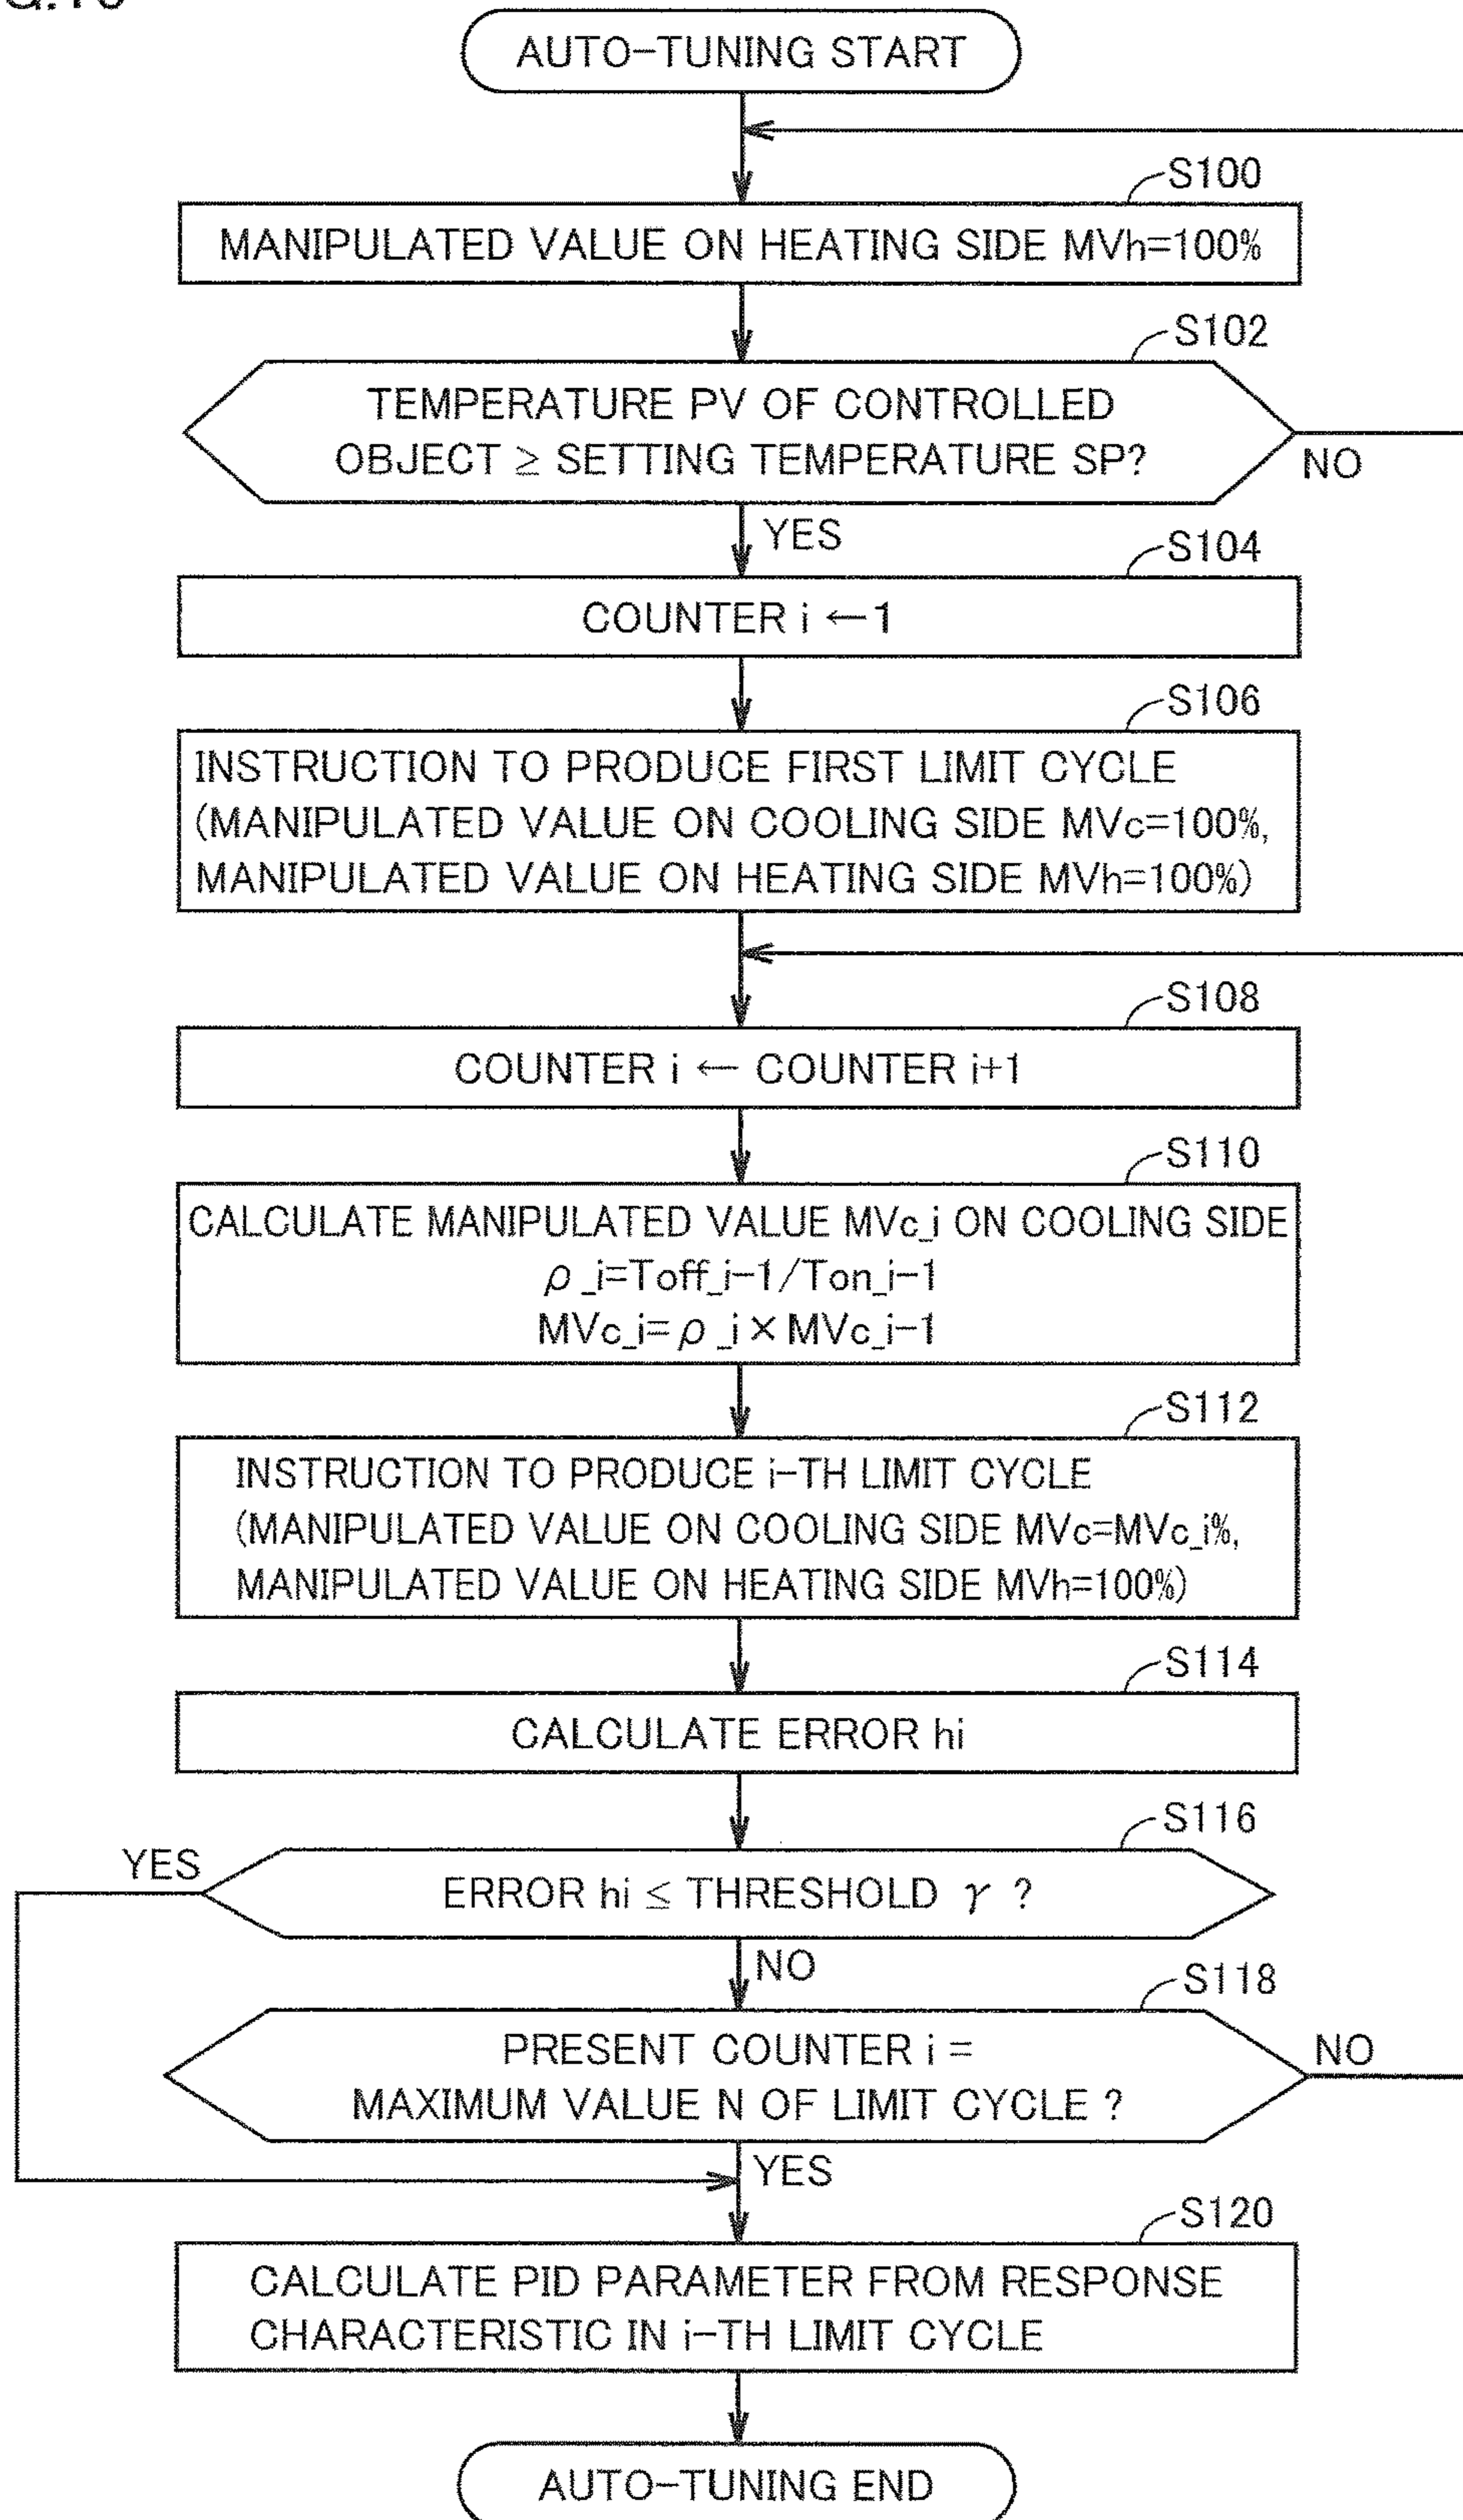 AUTO-TUNING START
S100
MANIPULATED VALUE ON HEATING SIDE MVh=100%
S102
TEMPERATURE PV OF CONTROLLED
OBJECT ≥ SETTING TEMPERATURE SP?
NO
YES
S104
COUNTER i ←1
S106
INSTRUCTION TO PRODUCE FIRST LIMIT CYCLE
(MANIPULATED VALUE ON COOLING SIDE MVc=100%,
MANIPULATED VALUE ON HEATING SIDE MVh=100%)
S108
COUNTER i ← COUNTER i+1
S110
CALCULATE MANIPULATED VALUE MVc_i ON COOLING SIDE
ρ_i=Toff_i-1/Ton_i-1
MVc_i=ρ_i×MVc_i-1
S112
INSTRUCTION TO PRODUCE i-TH LIMIT CYCLE
(MANIPULATED VALUE ON COOLING SIDE MVc=MVc_i%,
MANIPULATED VALUE ON HEATING SIDE MVh=100%)
S114
CALCULATE ERROR hi
S116
YES
ERROR hi ≤ THRESHOLD γ ?
NO
S118
PRESENT COUNTER i =
MAXIMUM VALUE N OF LIMIT CYCLE ?
NO
YES
S120
CALCULATE PID PARAMETER FROM RESPONSE
CHARACTERISTIC IN i-TH LIMIT CYCLE
AUTO-TUNING END